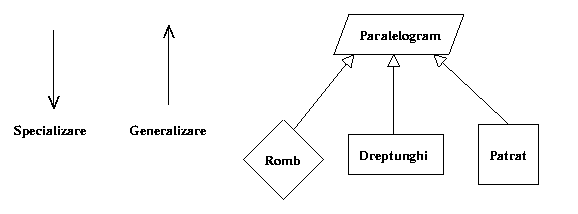 Paralelogram
Specializare
Generalizare
Romb
Dreptunghi
Patrat